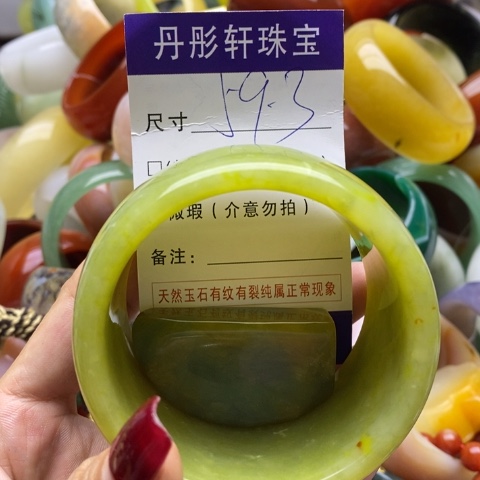 丹彤轩珠宝
尺寸 59.3
微瑕（介意勿拍）
备注：
天然玉石有纹有裂纯属正常现象